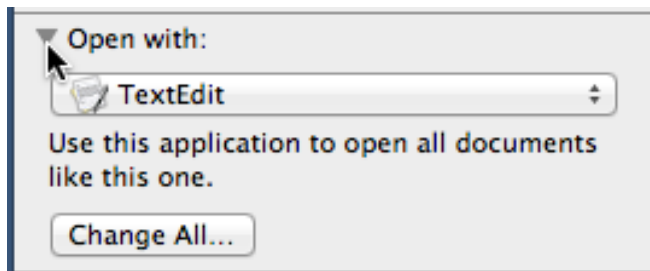 Open with:
TextEdit
Use this application to open all documents
like this one.
Change All...